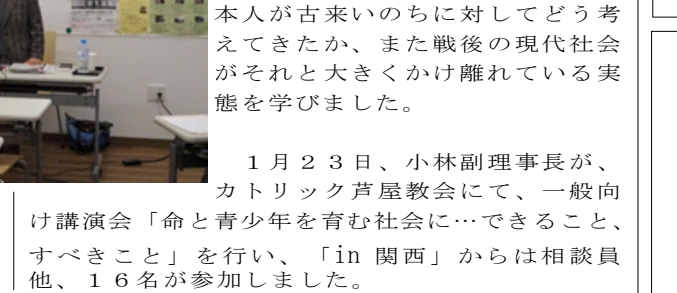 本人が古来いのちに対してどう考
えてきたか、また戦後の現代社会
がそれと大きくかけ離れている実
態を学びました。
１月２３日、小林副理事長が、
カトリック芦屋教会にて、一般向
け講演会「命と青少年を育む社会に…できること、
すべきこと」を行い、「in 関西」からは相談員
他、１６名が参加しました。